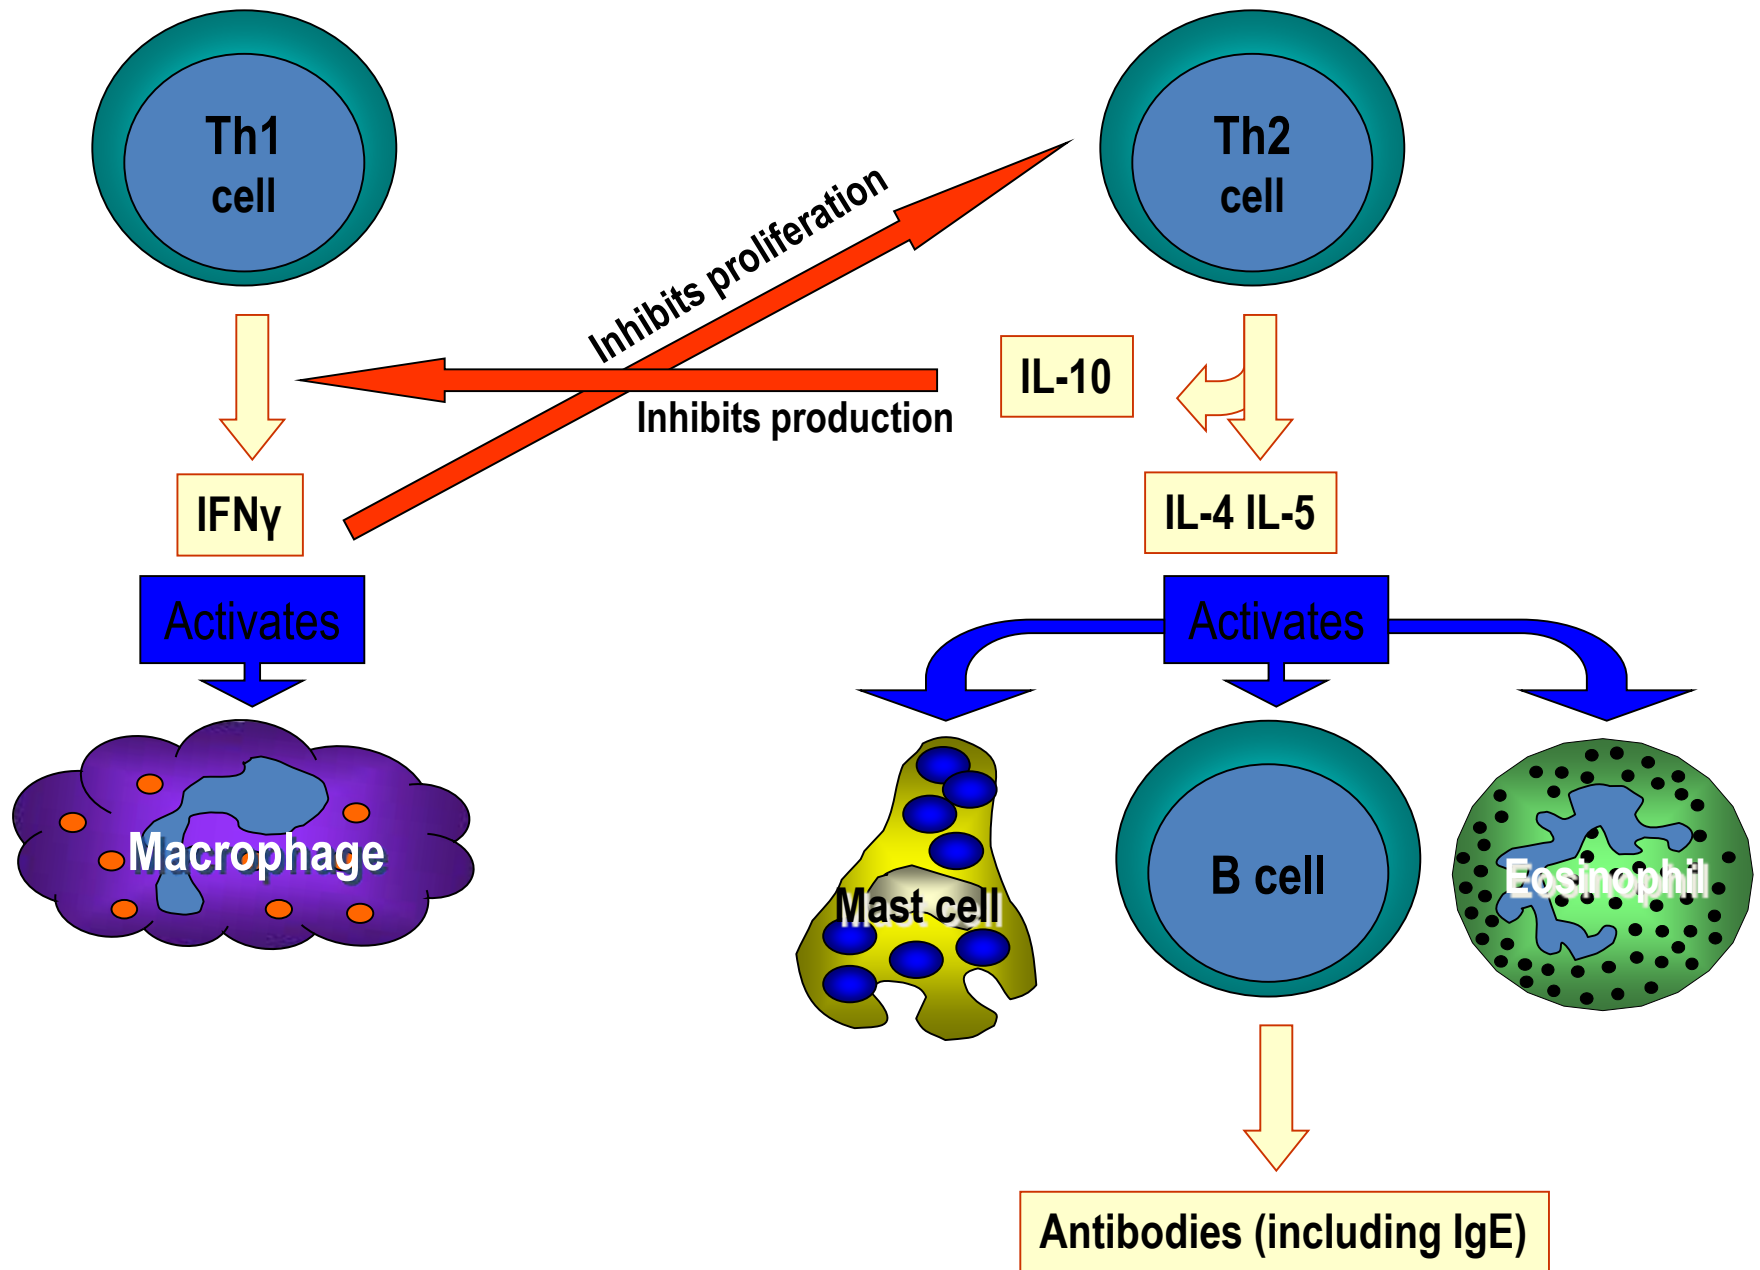 Th1
cell
Th2
cell
Inhibits proliferation
IL-10
Inhibits production
IFNγ
IL-4 IL-5
Activates
Activates
Macrophage
Mast cell
B cell
Eosinophil
Antibodies (including IgE)